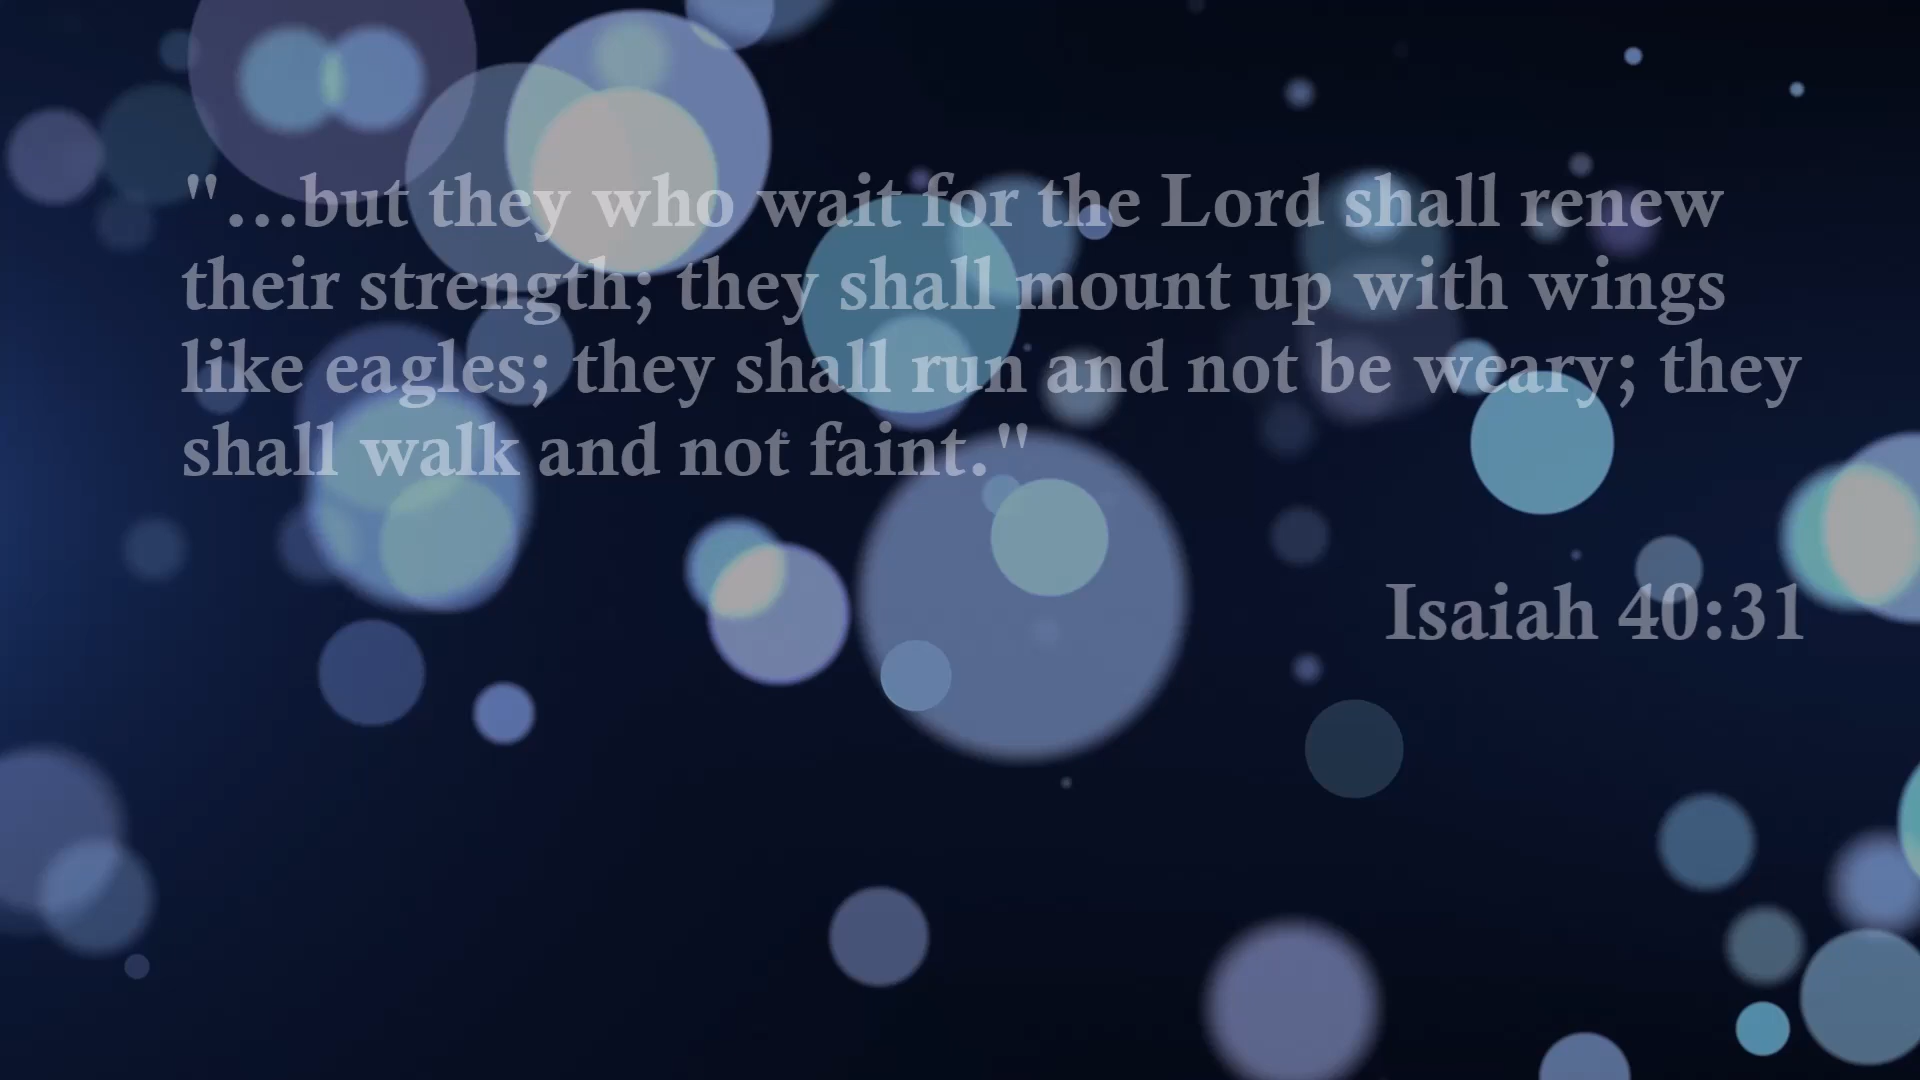 "...but they who wait for the Lord shall renew
their strength; they shall mount up with wings
like eagles; they shall run and not be weary; they
shall walk and not faint."
Isaiah 40:31